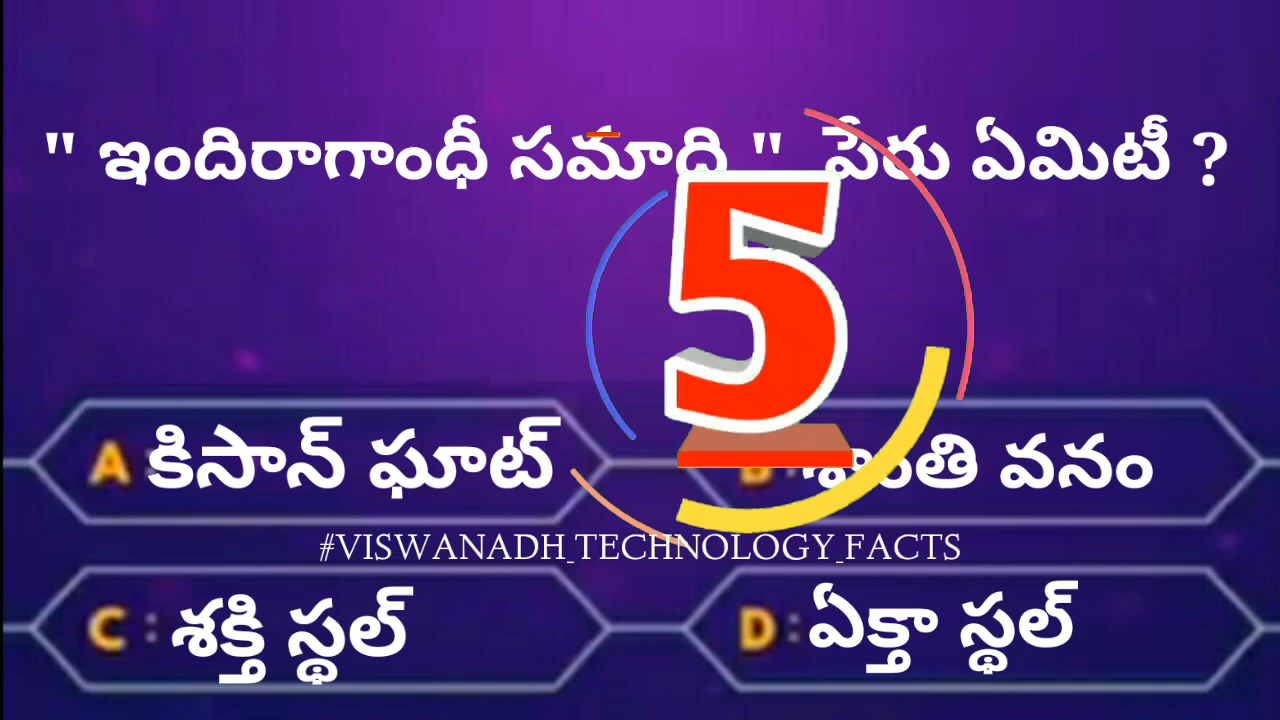 " ఇందిరాగాంధీ సమాది " పేరు ఏమిటీ ?
5
A : కిసాన్ ఘాట్
B : వనం
#VISWANADH_TECHNOLOGY_FACTS
C : శక్తి స్థల్
D : ఏక్తా స్థల్